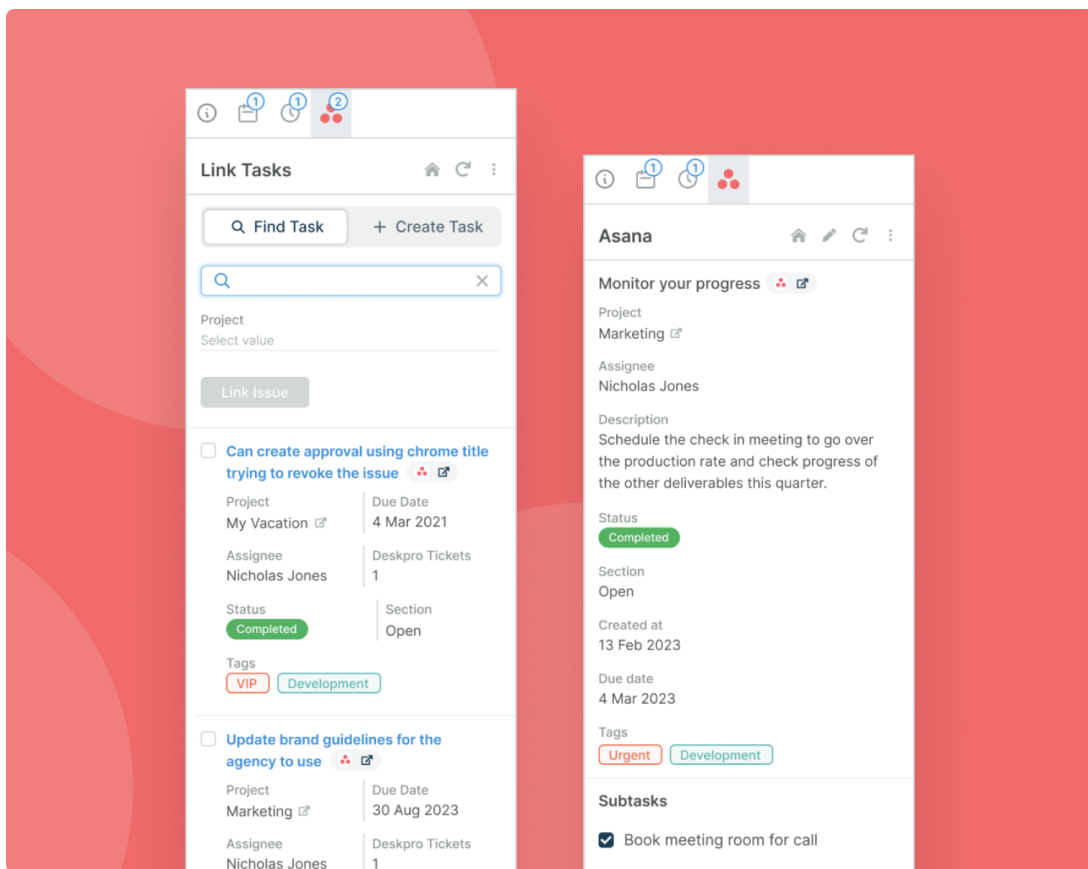 1 1 2
Link Tasks
Find Task + Create Task
Project
Select value
Link Issue
Can create approval using chrome title
trying to revoke the issue
Project Due Date
My Vacation 4 Mar 2021
Assignee Deskpro Tickets
Nicholas Jones 1
Status Section
Completed Open
Tags
VIP Development
Update brand guidelines for the
agency to use
Project Due Date
Marketing 30 Aug 2023
Assignee Deskpro Tickets
Nicholas Jones 1
1 1
Asana
Monitor your progress
Project
Marketing
Assignee
Nicholas Jones
Description
Schedule the check in meeting to go over
the production rate and check progress of
the other deliverables this quarter.
Status
Completed
Section
Open
Created at
13 Feb 2023
Due date
4 Mar 2023
Tags
Urgent Development
Subtasks
Book meeting room for call